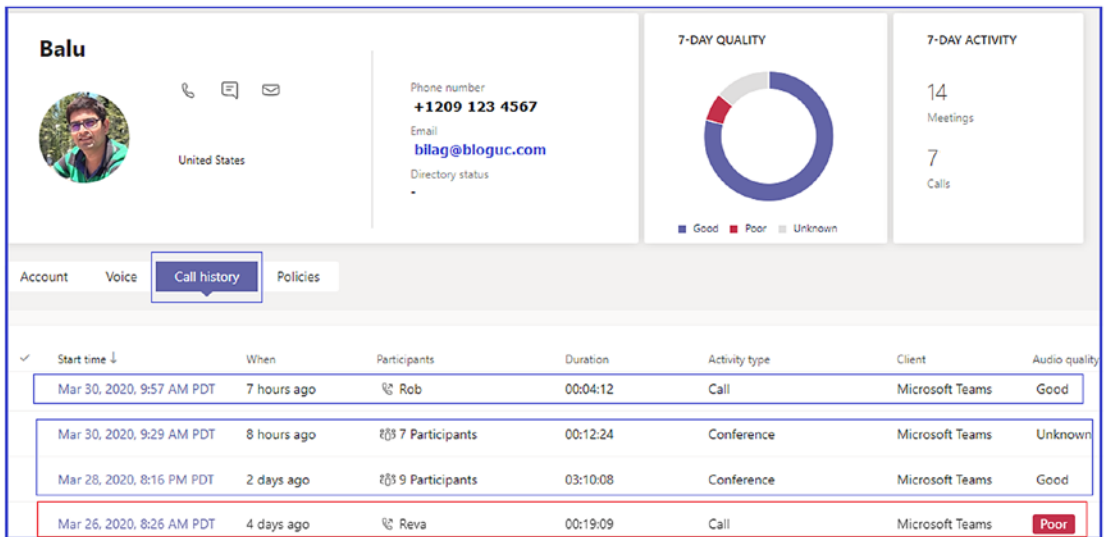 Balu
United States
Phone number
+1209 123 4567
Email
bilag@bloguc.com
Directory status
-
7-DAY QUALITY
Good Poor Unknown
7-DAY ACTIVITY
14
Meetings
7
Calls
Account Voice Call history Policies
Start time ↓ When Participants Duration Activity type Client Audio quality
Mar 30, 2020, 9:57 AM PDT 7 hours ago Rob 00:04:12 Call Microsoft Teams Good
Mar 30, 2020, 9:29 AM PDT 8 hours ago 7 Participants 00:12:24 Conference Microsoft Teams Unknown
Mar 28, 2020, 8:16 PM PDT 2 days ago 9 Participants 03:10:08 Conference Microsoft Teams Good
Mar 26, 2020, 8:26 AM PDT 4 days ago Reva 00:19:09 Call Microsoft Teams Poor